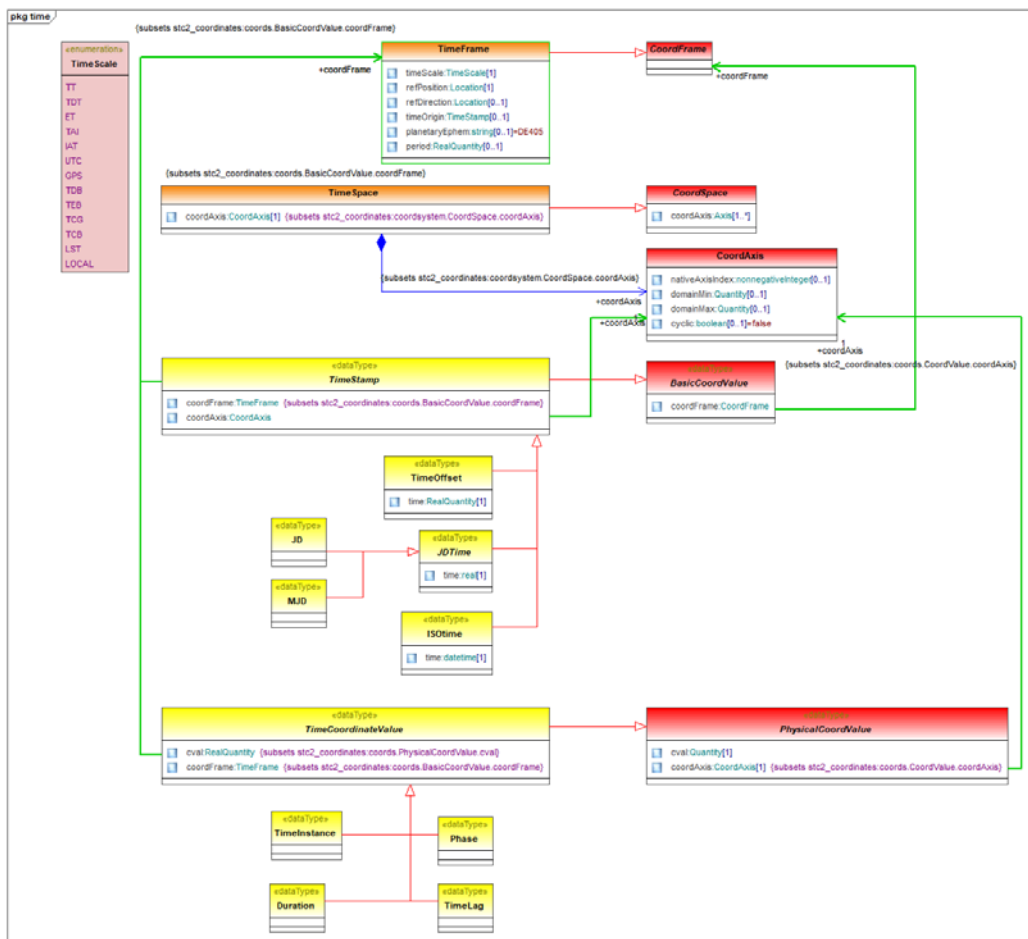 pkg time
{subsets stc2_coordinates:coords.BasicCoordValue.coordFrame}
«enumeration»
TimeScale
TT
TDT
ET
TAI
IAT
UTC
GPS
TDB
TEB
TCG
TCB
LST
LOCAL
TimeFrame
+coordFrame
timeScale:TimeScale[1]
refPosition:Location[1]
refDirection:Location[0..1]
timeOrigin:TimeStamp[0..1]
planetaryEphem:string[0..1]=DE405
period:RealQuantity[0..1]
CoordFrame
+coordFrame
{subsets stc2_coordinates:coords.BasicCoordValue.coordFrame}
TimeSpace
coordAxis:CoordAxis[1] {subsets stc2_coordinates:coordsystem.CoordSpace.coordAxis}
CoordSpace
coordAxis:Axis[1..*]
{subsets stc2_coordinates:coordsystem.CoordSpace.coordAxis}
+coordAxis
+coordAxis
CoordAxis
nativeAxisIndex:nonnegativeInteger[0..1]
domainMin:Quantity[0..1]
domainMax:Quantity[0..1]
cyclic:boolean[0..1]=false
1
+coordAxis
{subsets stc2_coordinates:coords.CoordValue.coordAxis}
«dataType»
TimeStamp
coordFrame:TimeFrame {subsets stc2_coordinates:coords.BasicCoordValue.coordFrame}
coordAxis:CoordAxis
BasicCoordValue
coordFrame:CoordFrame
«dataType»
TimeOffset
time:RealQuantity[1]
«dataType»
JD
«dataType»
MJD
«dataType»
JDTime
time:real[1]
«dataType»
ISOtime
time:datetime[1]
«dataType»
TimeCoordinateValue
cval:RealQuantity {subsets stc2_coordinates:coords.PhysicalCoordValue.cval}
coordFrame:TimeFrame {subsets stc2_coordinates:coords.BasicCoordValue.coordFrame}
«dataType»
PhysicalCoordValue
cval:Quantity[1]
coordAxis:CoordAxis[1] {subsets stc2_coordinates:coords.CoordValue.coordAxis}
«dataType»
TimeInstance
«dataType»
Phase
«dataType»
Duration
«dataType»
TimeLag